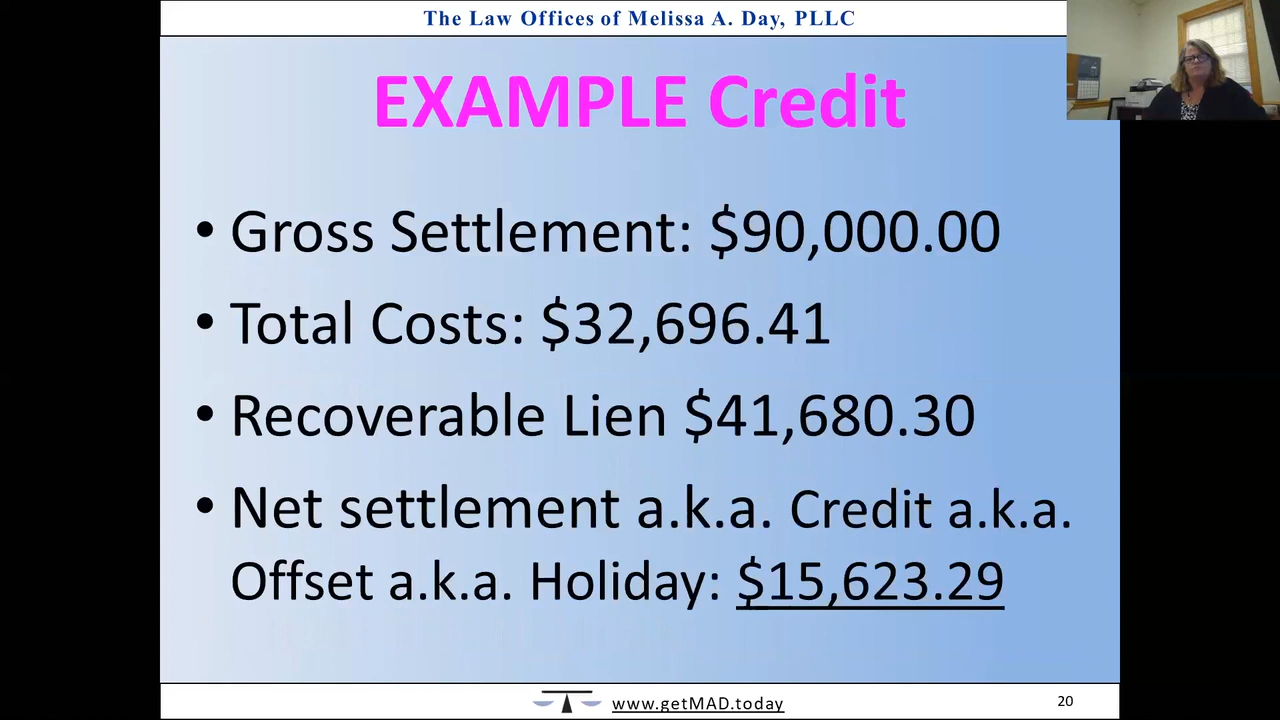 The Law Offices of Melissa A. Day, PLLC
EXAMPLE Credit
• Gross Settlement: $90,000.00
• Total Costs: $32,696.41
• Recoverable Lien $41,680.30
• Net settlement a.k.a. Credit a.k.a.
Offset a.k.a. Holiday: $15,623.29
www.getMAD.today
20